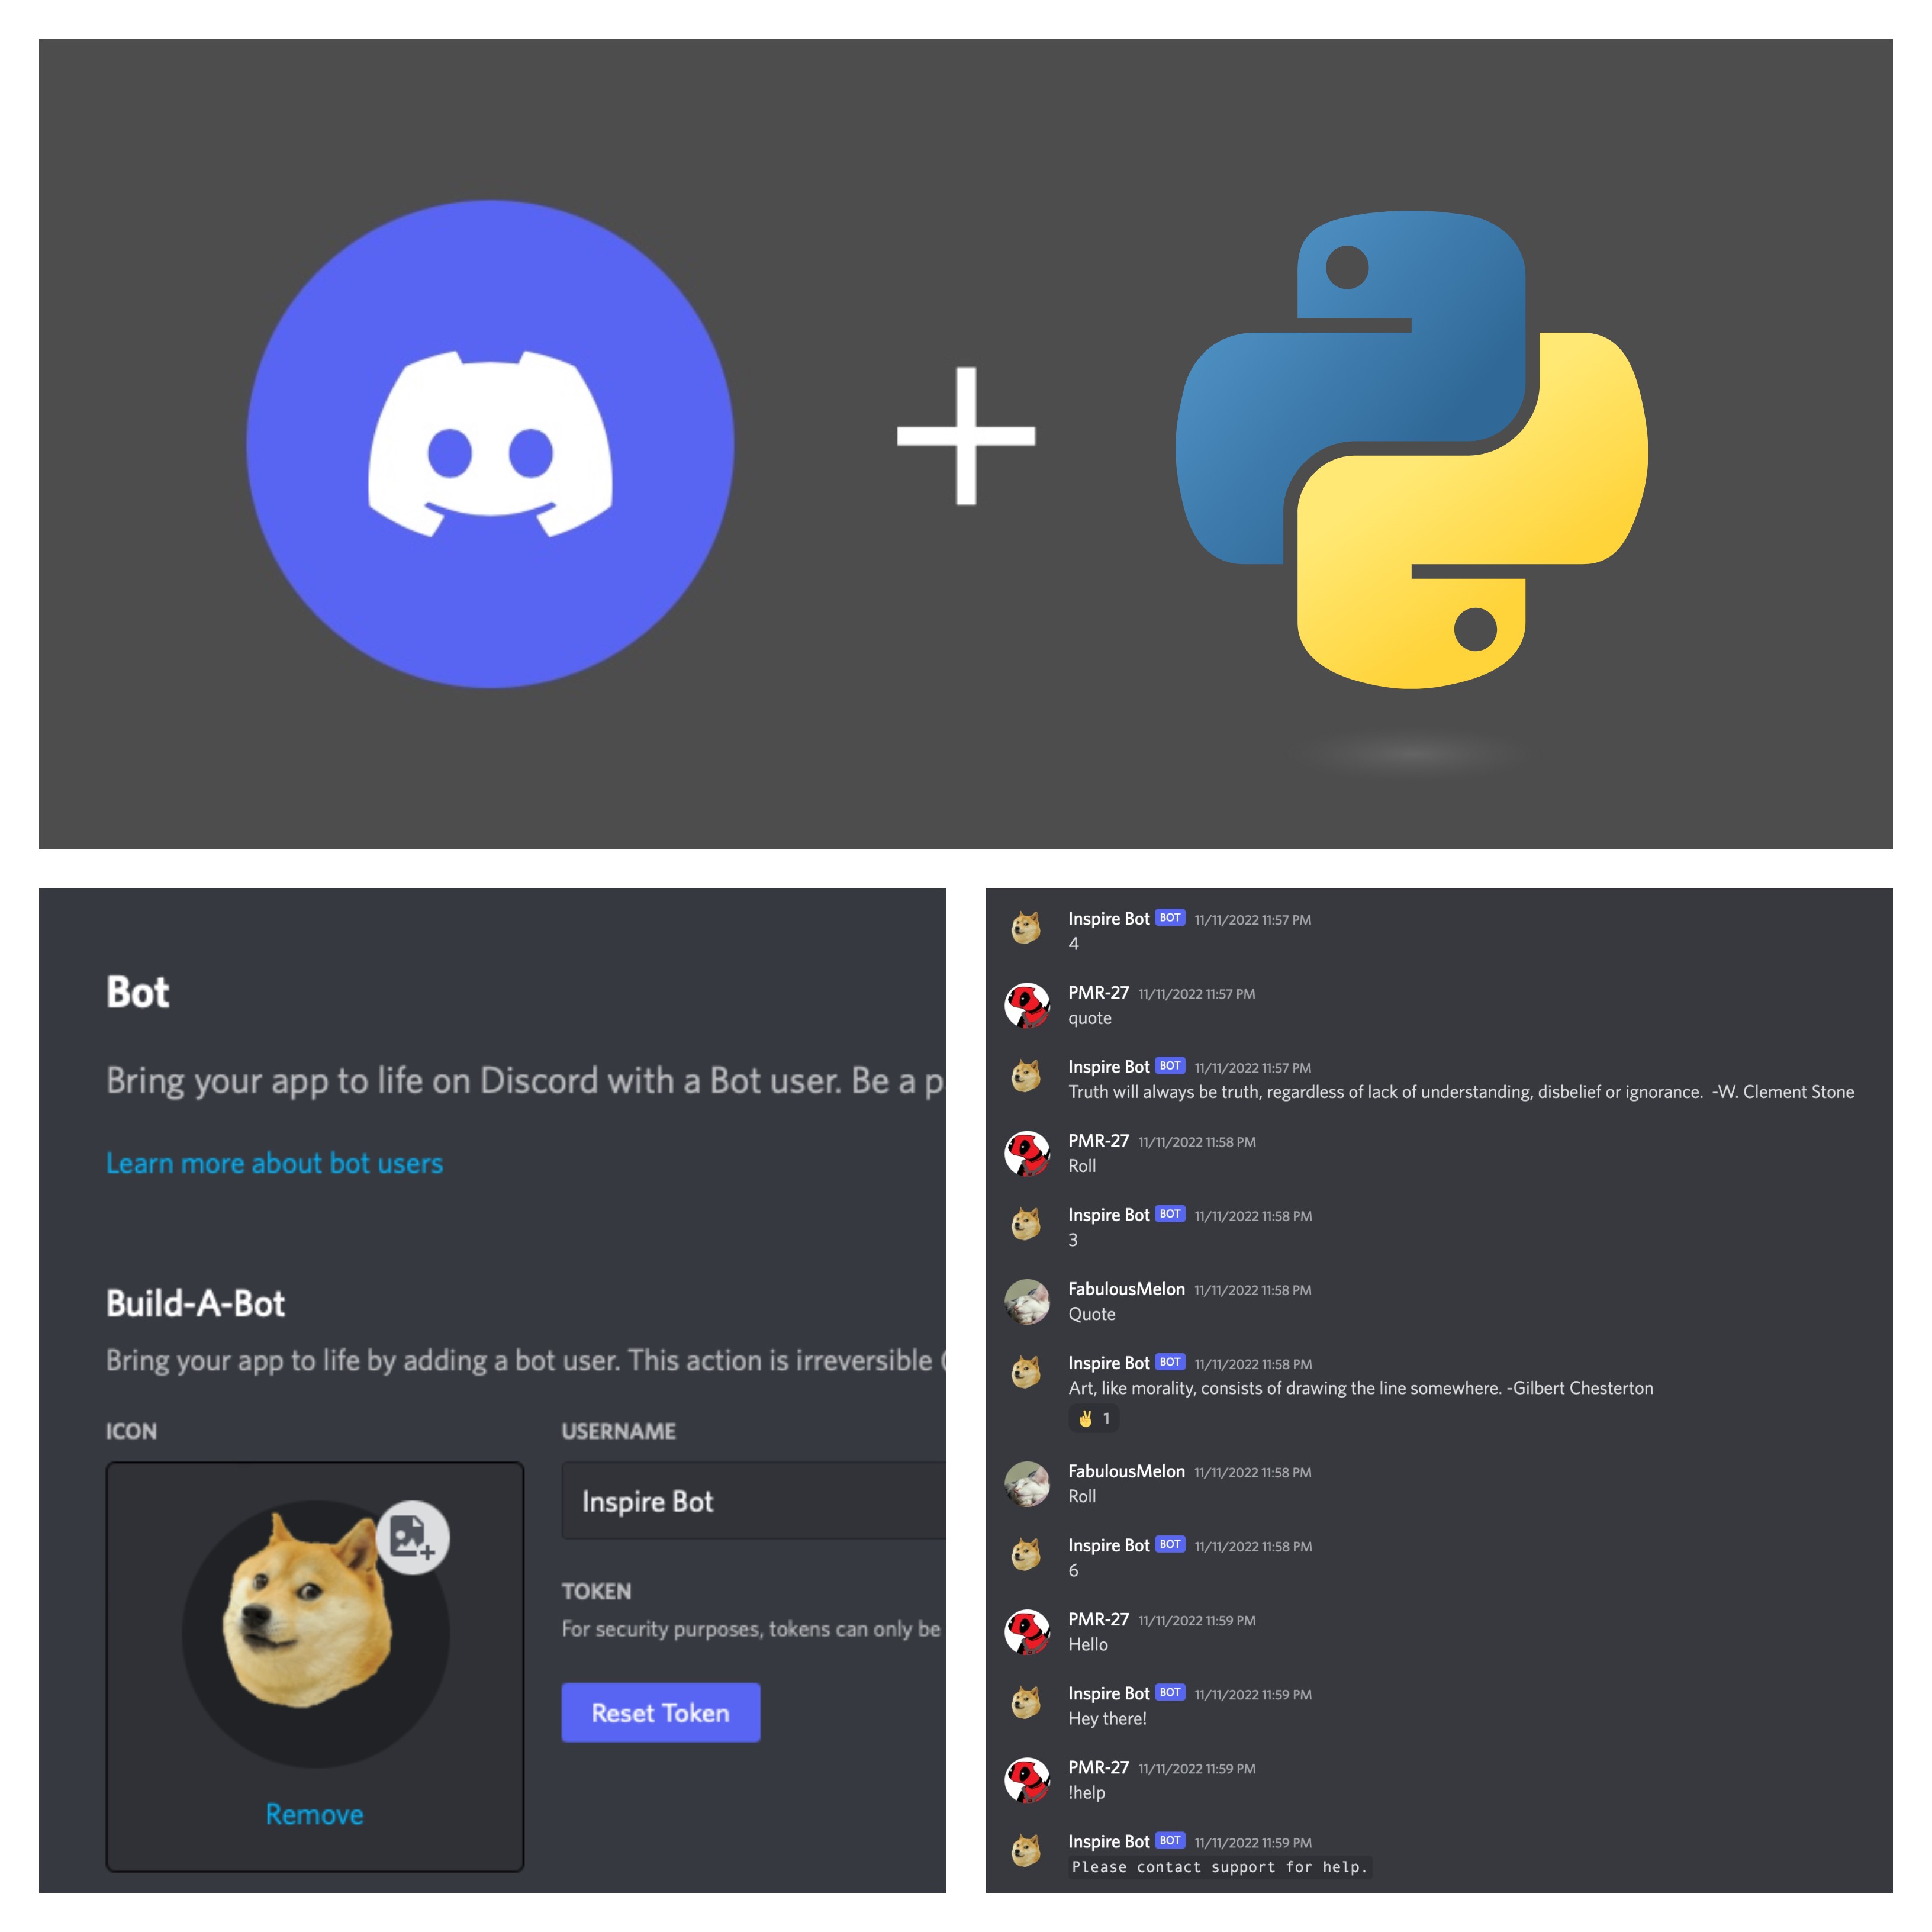 Bot
Bring your app to life on Discord with a Bot user. Be a p
Learn more about bot users
Build-A-Bot
Bring your app to life by adding a bot user. This action is irreversible (
ICON
USERNAME
Inspire Bot
TOKEN
For security purposes, tokens can only be
Reset Token
Remove
Inspire Bot BOT 11/11/2022 11:57 PM
4
PMR-27 11/11/2022 11:57 PM
quote
Inspire Bot BOT 11/11/2022 11:57 PM
Truth will always be truth, regardless of lack of understanding, disbelief or ignorance. -W. Clement Stone
PMR-27 11/11/2022 11:58 PM
Roll
Inspire Bot BOT 11/11/2022 11:58 PM
3
FabulousMelon 11/11/2022 11:58 PM
Quote
Inspire Bot BOT 11/11/2022 11:58 PM
Art, like morality, consists of drawing the line somewhere. -Gilbert Chesterton
✌ 1
FabulousMelon 11/11/2022 11:58 PM
Roll
Inspire Bot BOT 11/11/2022 11:58 PM
6
PMR-27 11/11/2022 11:59 PM
Hello
Inspire Bot BOT 11/11/2022 11:59 PM
Hey there!
PMR-27 11/11/2022 11:59 PM
!help
Inspire Bot BOT 11/11/2022 11:59 PM
Please contact support for help.